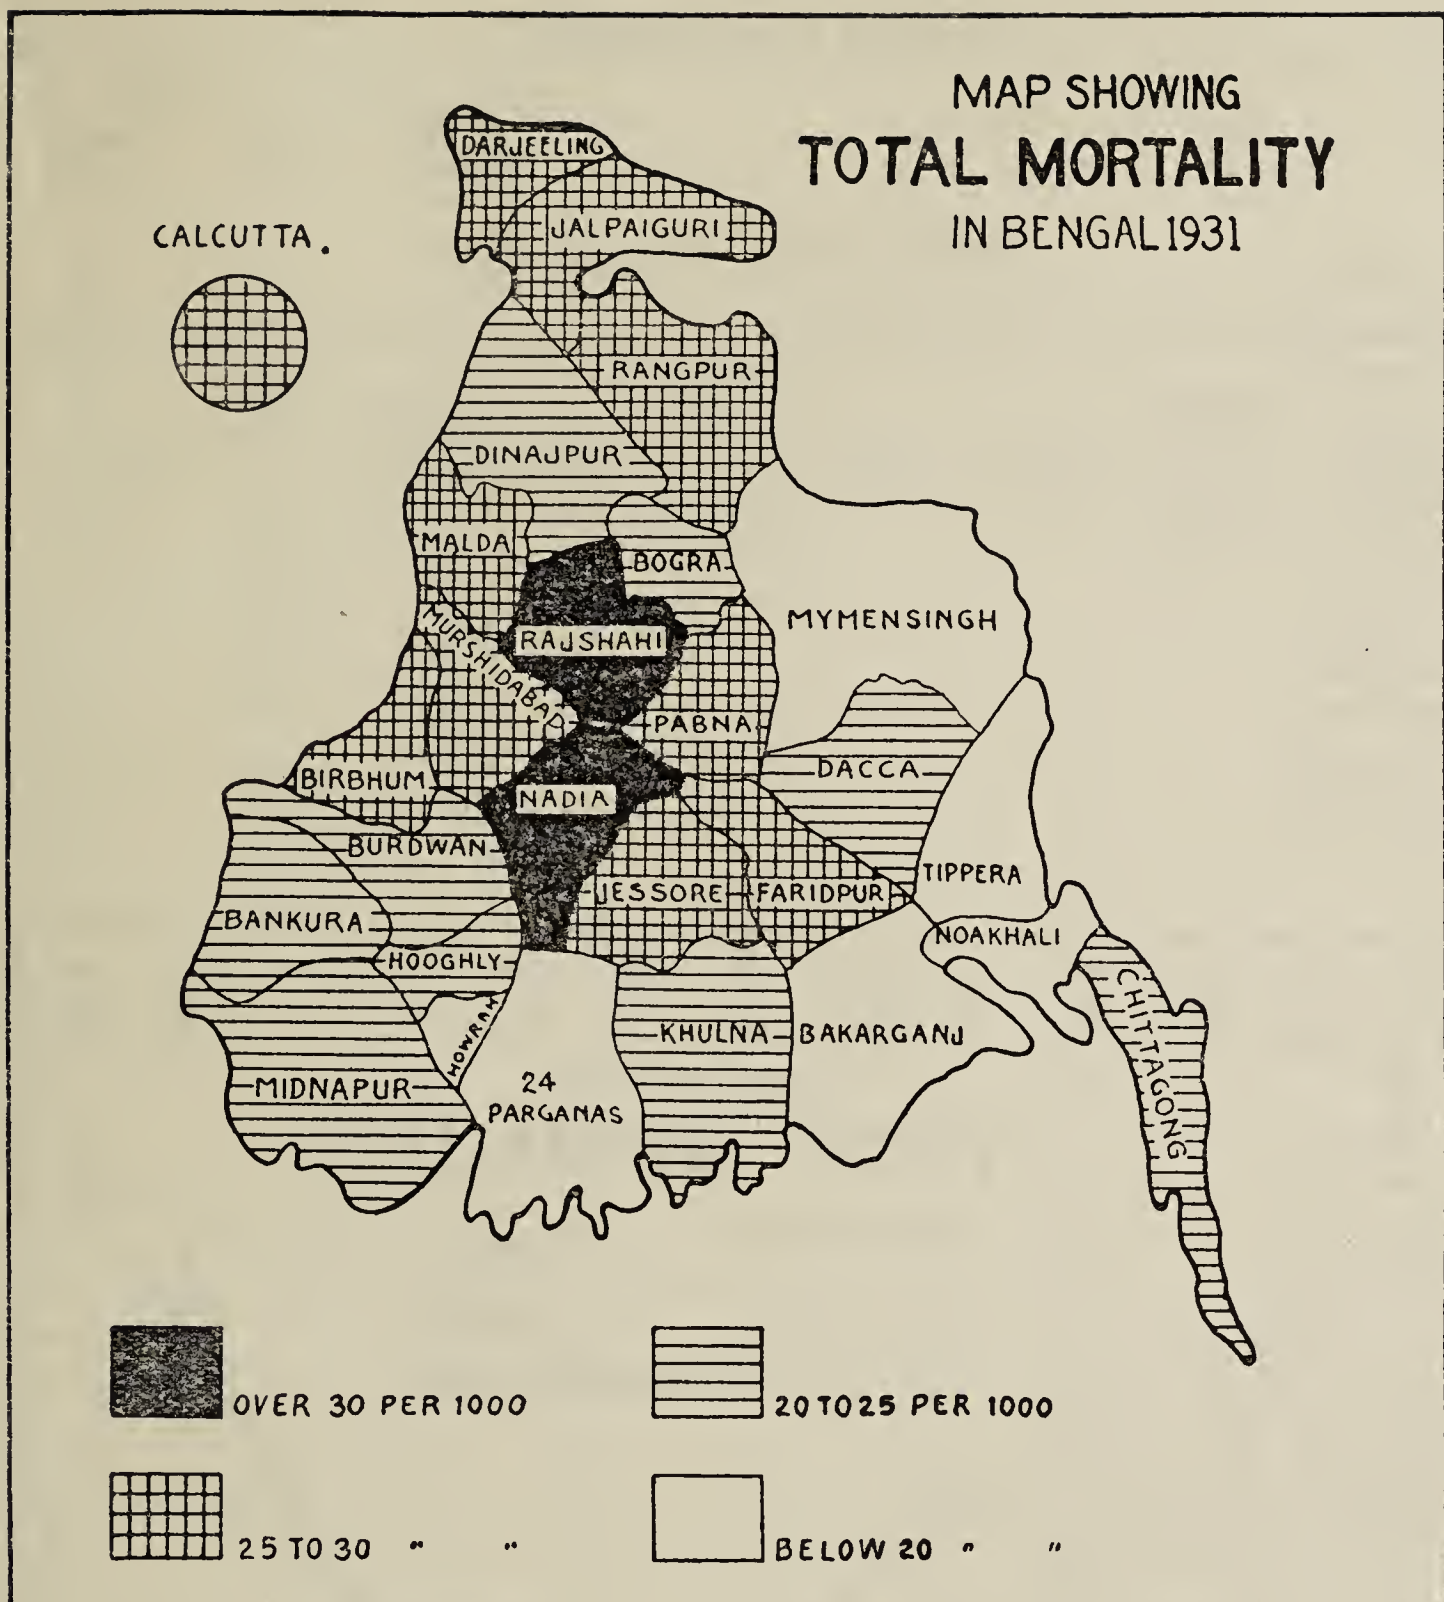 MAP SHOWING
TOTAL MORTALITY
IN BENGAL 1931
CALCUTTA.
DARJEELING
JALPAIGURI
RANGPUR
DINAJPUR
MALDA
BOGRA
MYMENSINGH
MURSHIDABAD
RAJSHAHI
PABNA
DACCA
BIRBHUM
NADIA
BURDWAN
TIPPERA
JESSORE
FARIDPUR
BANKURA
NOAKHALI
HOOGHLY
CHITTAGONG
HOWRAH
KHULNA
BAKARGANJ
MIDNAPUR
24
PARGANAS
OVER 30 PER 1000
20 TO 25 PER 1000
25 TO 30 " "
BELOW 20 " "